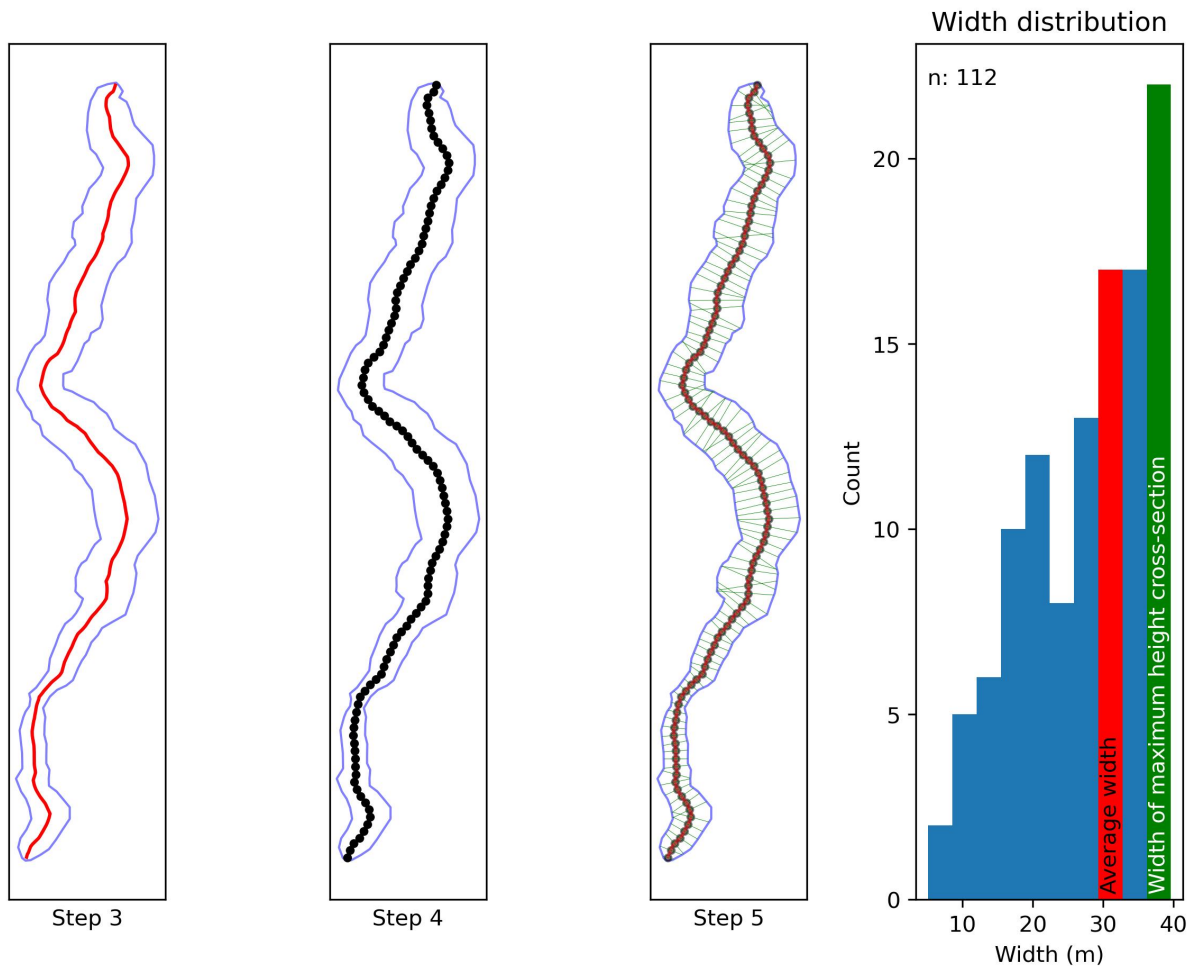 Step 3
Step 4
Step 5
Width distribution
n: 112
20
15
10
5
0
Count
Average width
Width of maximum height cross-section
10
20
30
40
Width (m)